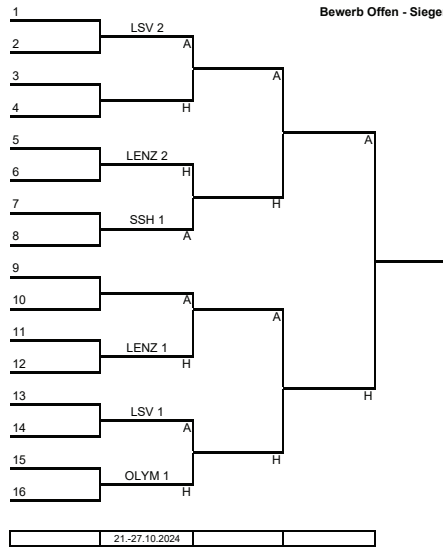 1
Bewerb Offen - Siege
LSV 2
2
A
3
A
4
H
5
A
LENZ 2
6
H
7
SSH 1
H
8
A
9
10
A
A
11
LENZ 1
12
H
13
H
LSV 1
14
A
15
H
OLYM 1
16
H
21.-27.10.2024